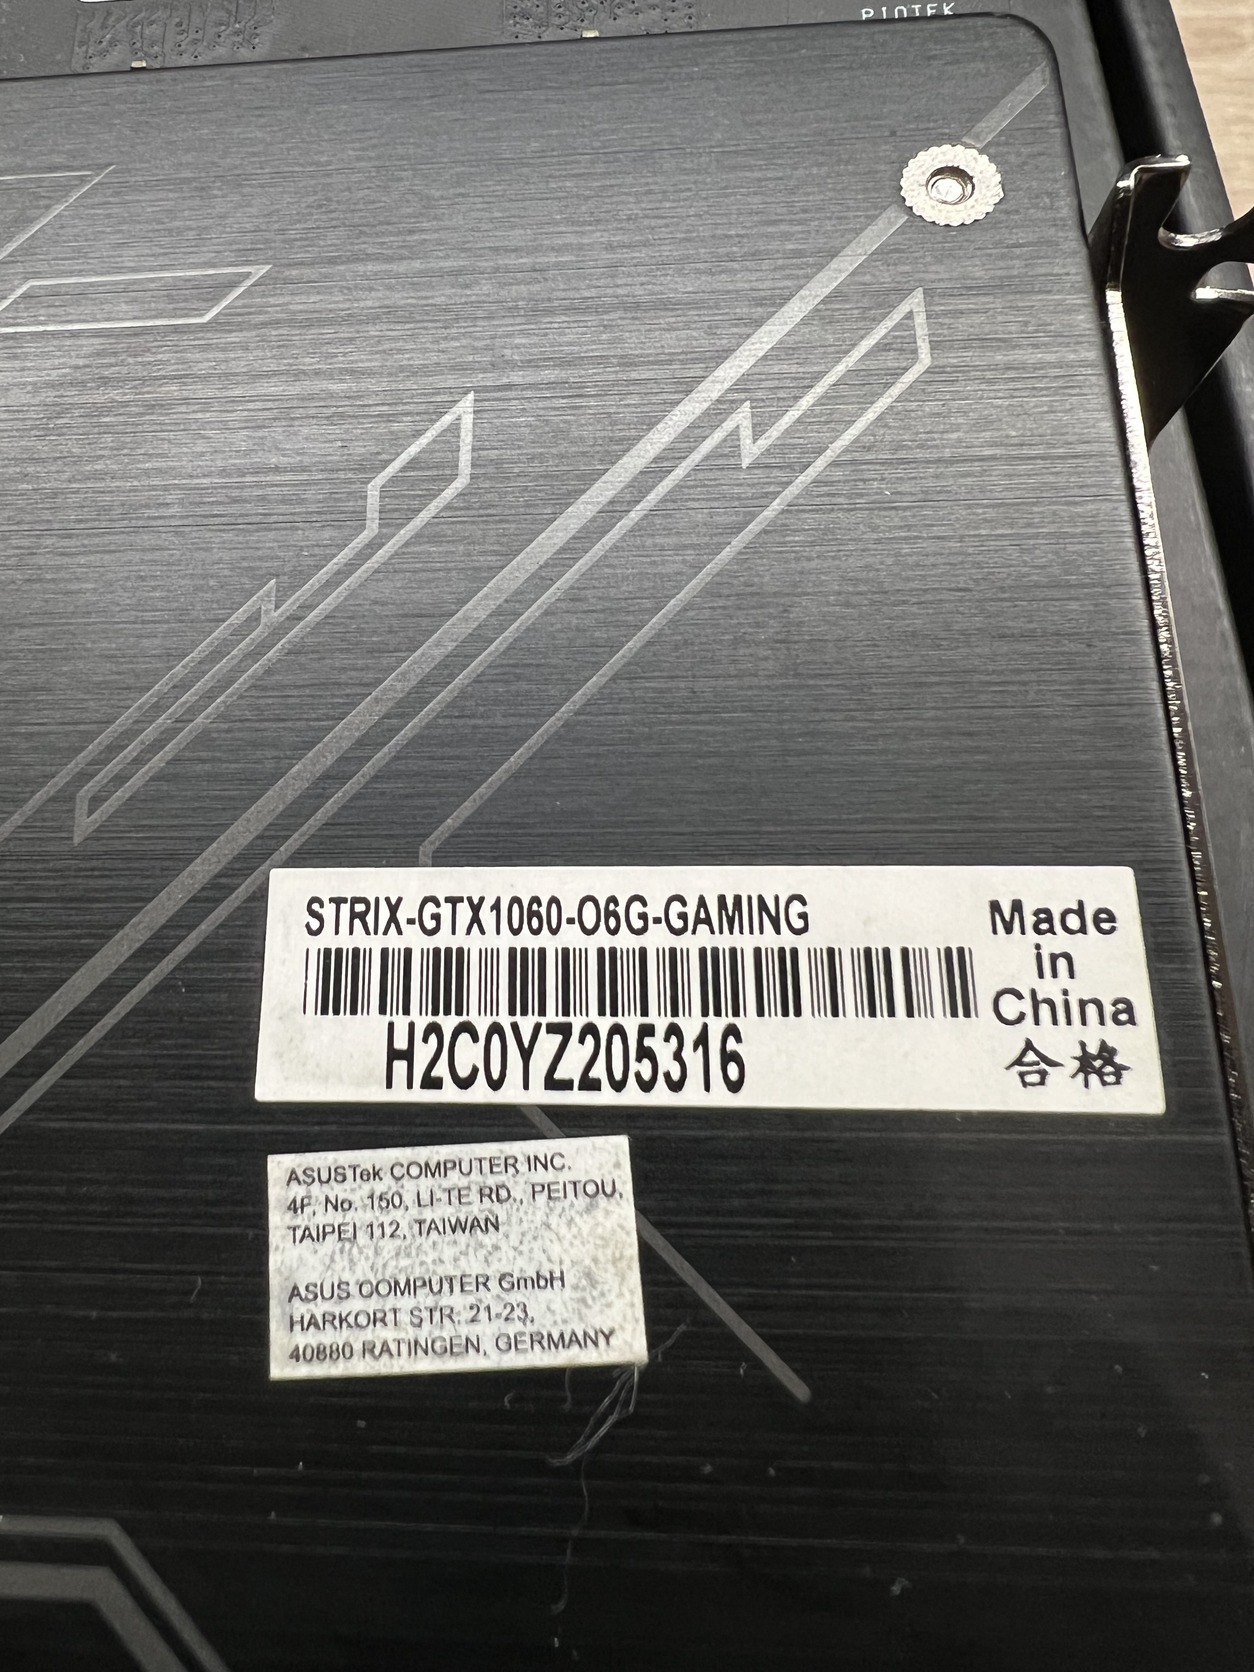 PIOTEK
STRIX-GTX1060-O6G-GAMING
H2C0YZ205316
Made
in
China
合格
ASUSTek COMPUTER INC.
4F, No. 150, LI-TE RD., PEITOU,
TAIPEI 112, TAIWAN
ASUS COMPUTER GmbH
HARKORT STR. 21-23,
40880 RATINGEN, GERMANY